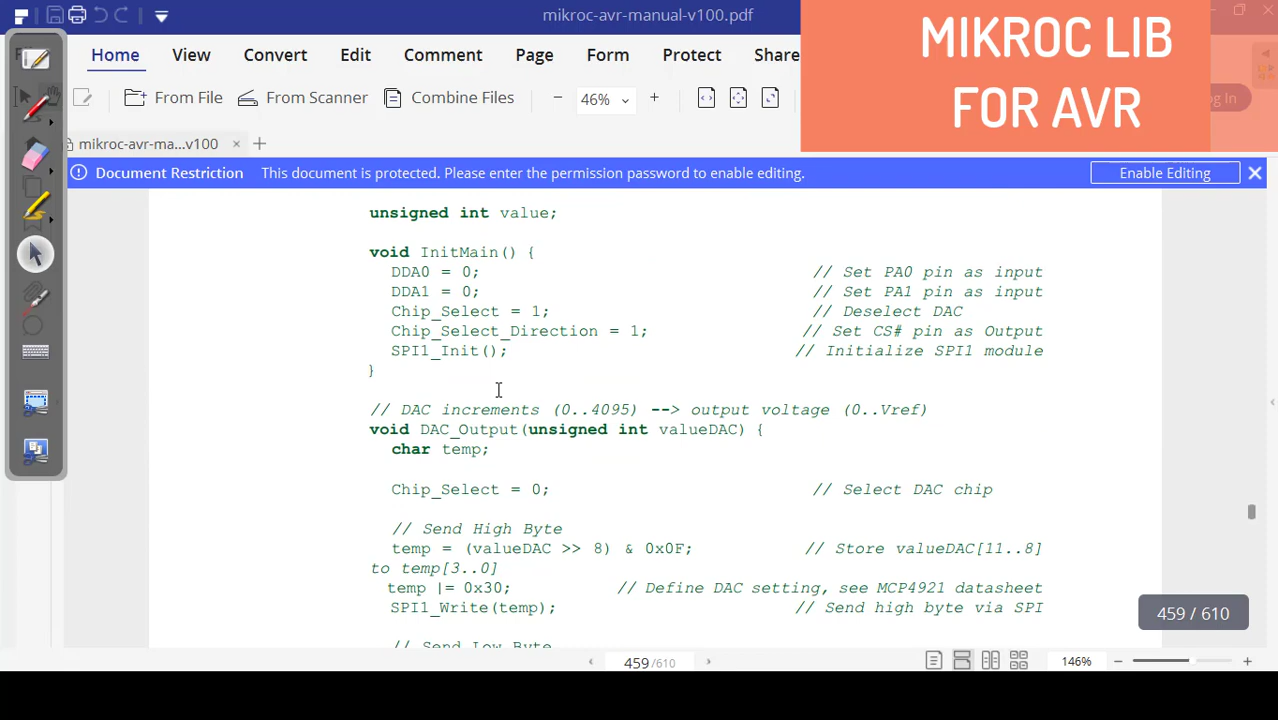 mikroc-avr-manual-v100.pdf
MIKROC LIB
FOR AVR
Home View Convert Edit Comment Page Form Protect Share
From File From Scanner Combine Files 46%
mikroc-avr-ma...v100
Document Restriction This document is protected. Please enter the permission password to enable editing. Enable Editing
unsigned int value;
void InitMain() {
DDA0 = 0; // Set PA0 pin as input
DDA1 = 0; // Set PA1 pin as input
Chip_Select = 1; // Deselect DAC
Chip_Select_Direction = 1; // Set CS# pin as Output
SPI1_Init(); // Initialize SPI1 module
}
// DAC increments (0..4095) --> output voltage (0..Vref)
void DAC_Output(unsigned int valueDAC) {
char temp;
Chip_Select = 0; // Select DAC chip
// Send High Byte
temp = (valueDAC >> 8) & 0x0F; // Store valueDAC[11..8]
to temp[3..0]
temp |= 0x30; // Define DAC setting, see MCP4921 datasheet
SPI1_Write(temp); // Send high byte via SPI
// Send Low Byte
459 / 610
459 /610
146%